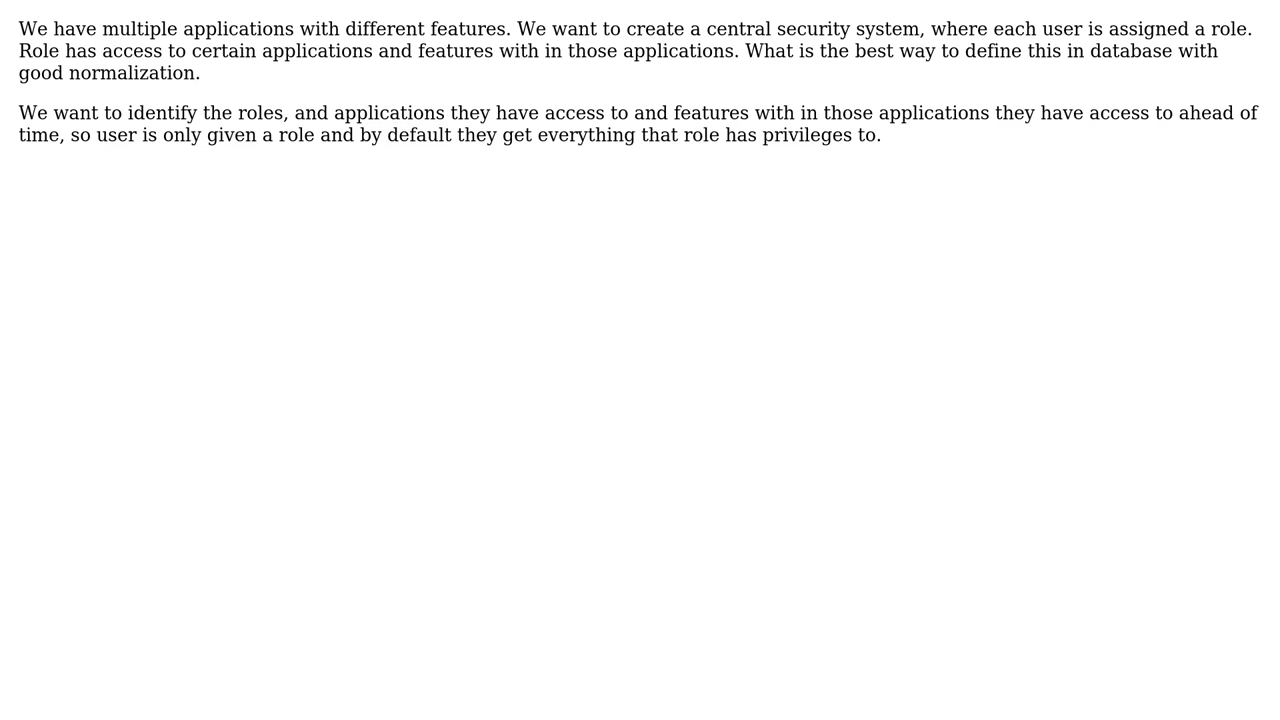 We have multiple applications with different features. We want to create a central security system, where each user is assigned a role.
Role has access to certain applications and features with in those applications. What is the best way to define this in database with
good normalization.
We want to identify the roles, and applications they have access to and features with in those applications they have access to ahead of
time, so user is only given a role and by default they get everything that role has privileges to.